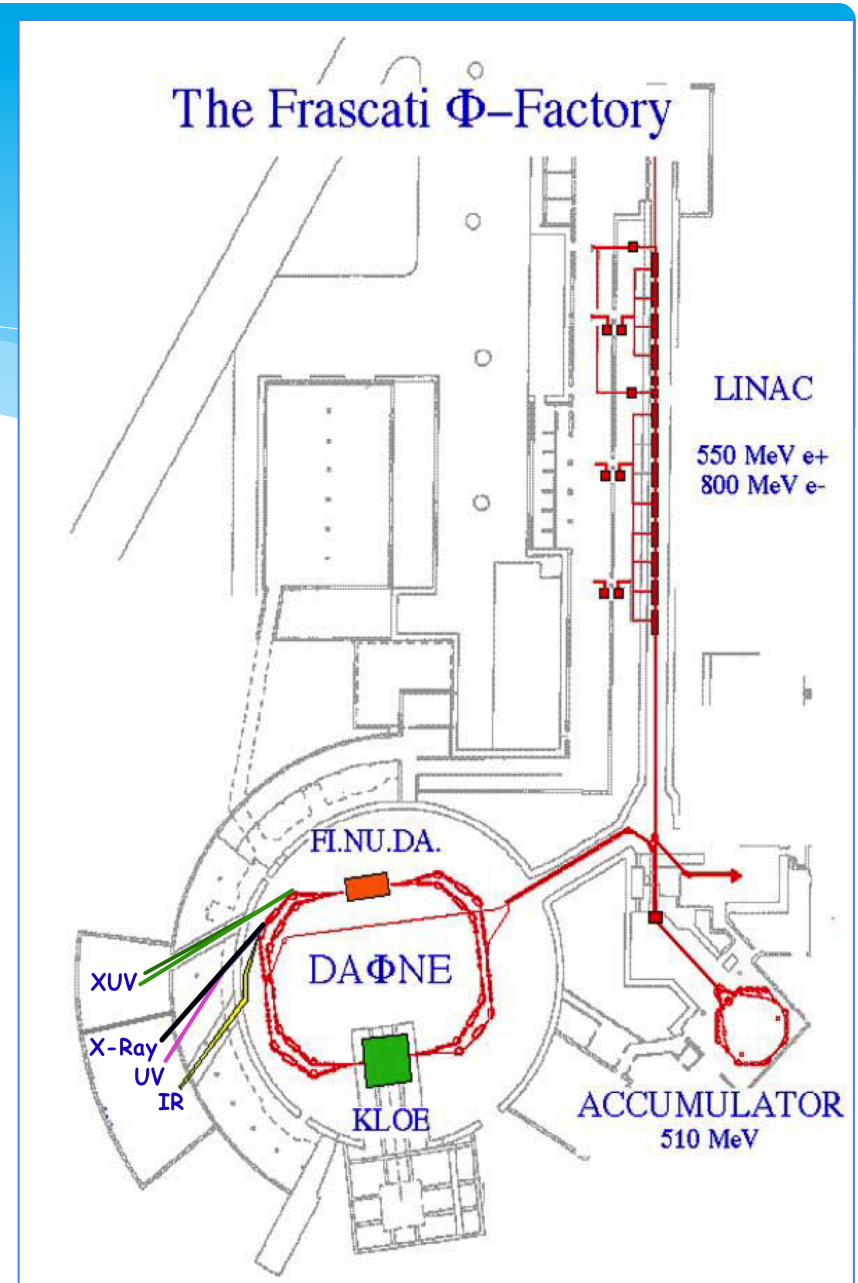 The Frascati Φ–Factory
LINAC
550 MeV e+
800 MeV e-
FI.NU.DA.
DAΦNE
XUV
X-Ray
UV
IR
KLOE
ACCUMULATOR
510 MeV